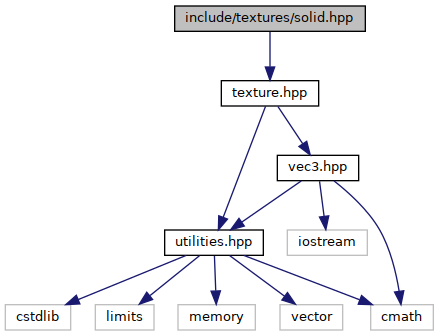 include/textures/solid.hpp
texture.hpp
vec3.hpp
utilities.hpp
iostream
cstdlib
limits
memory
vector
cmath